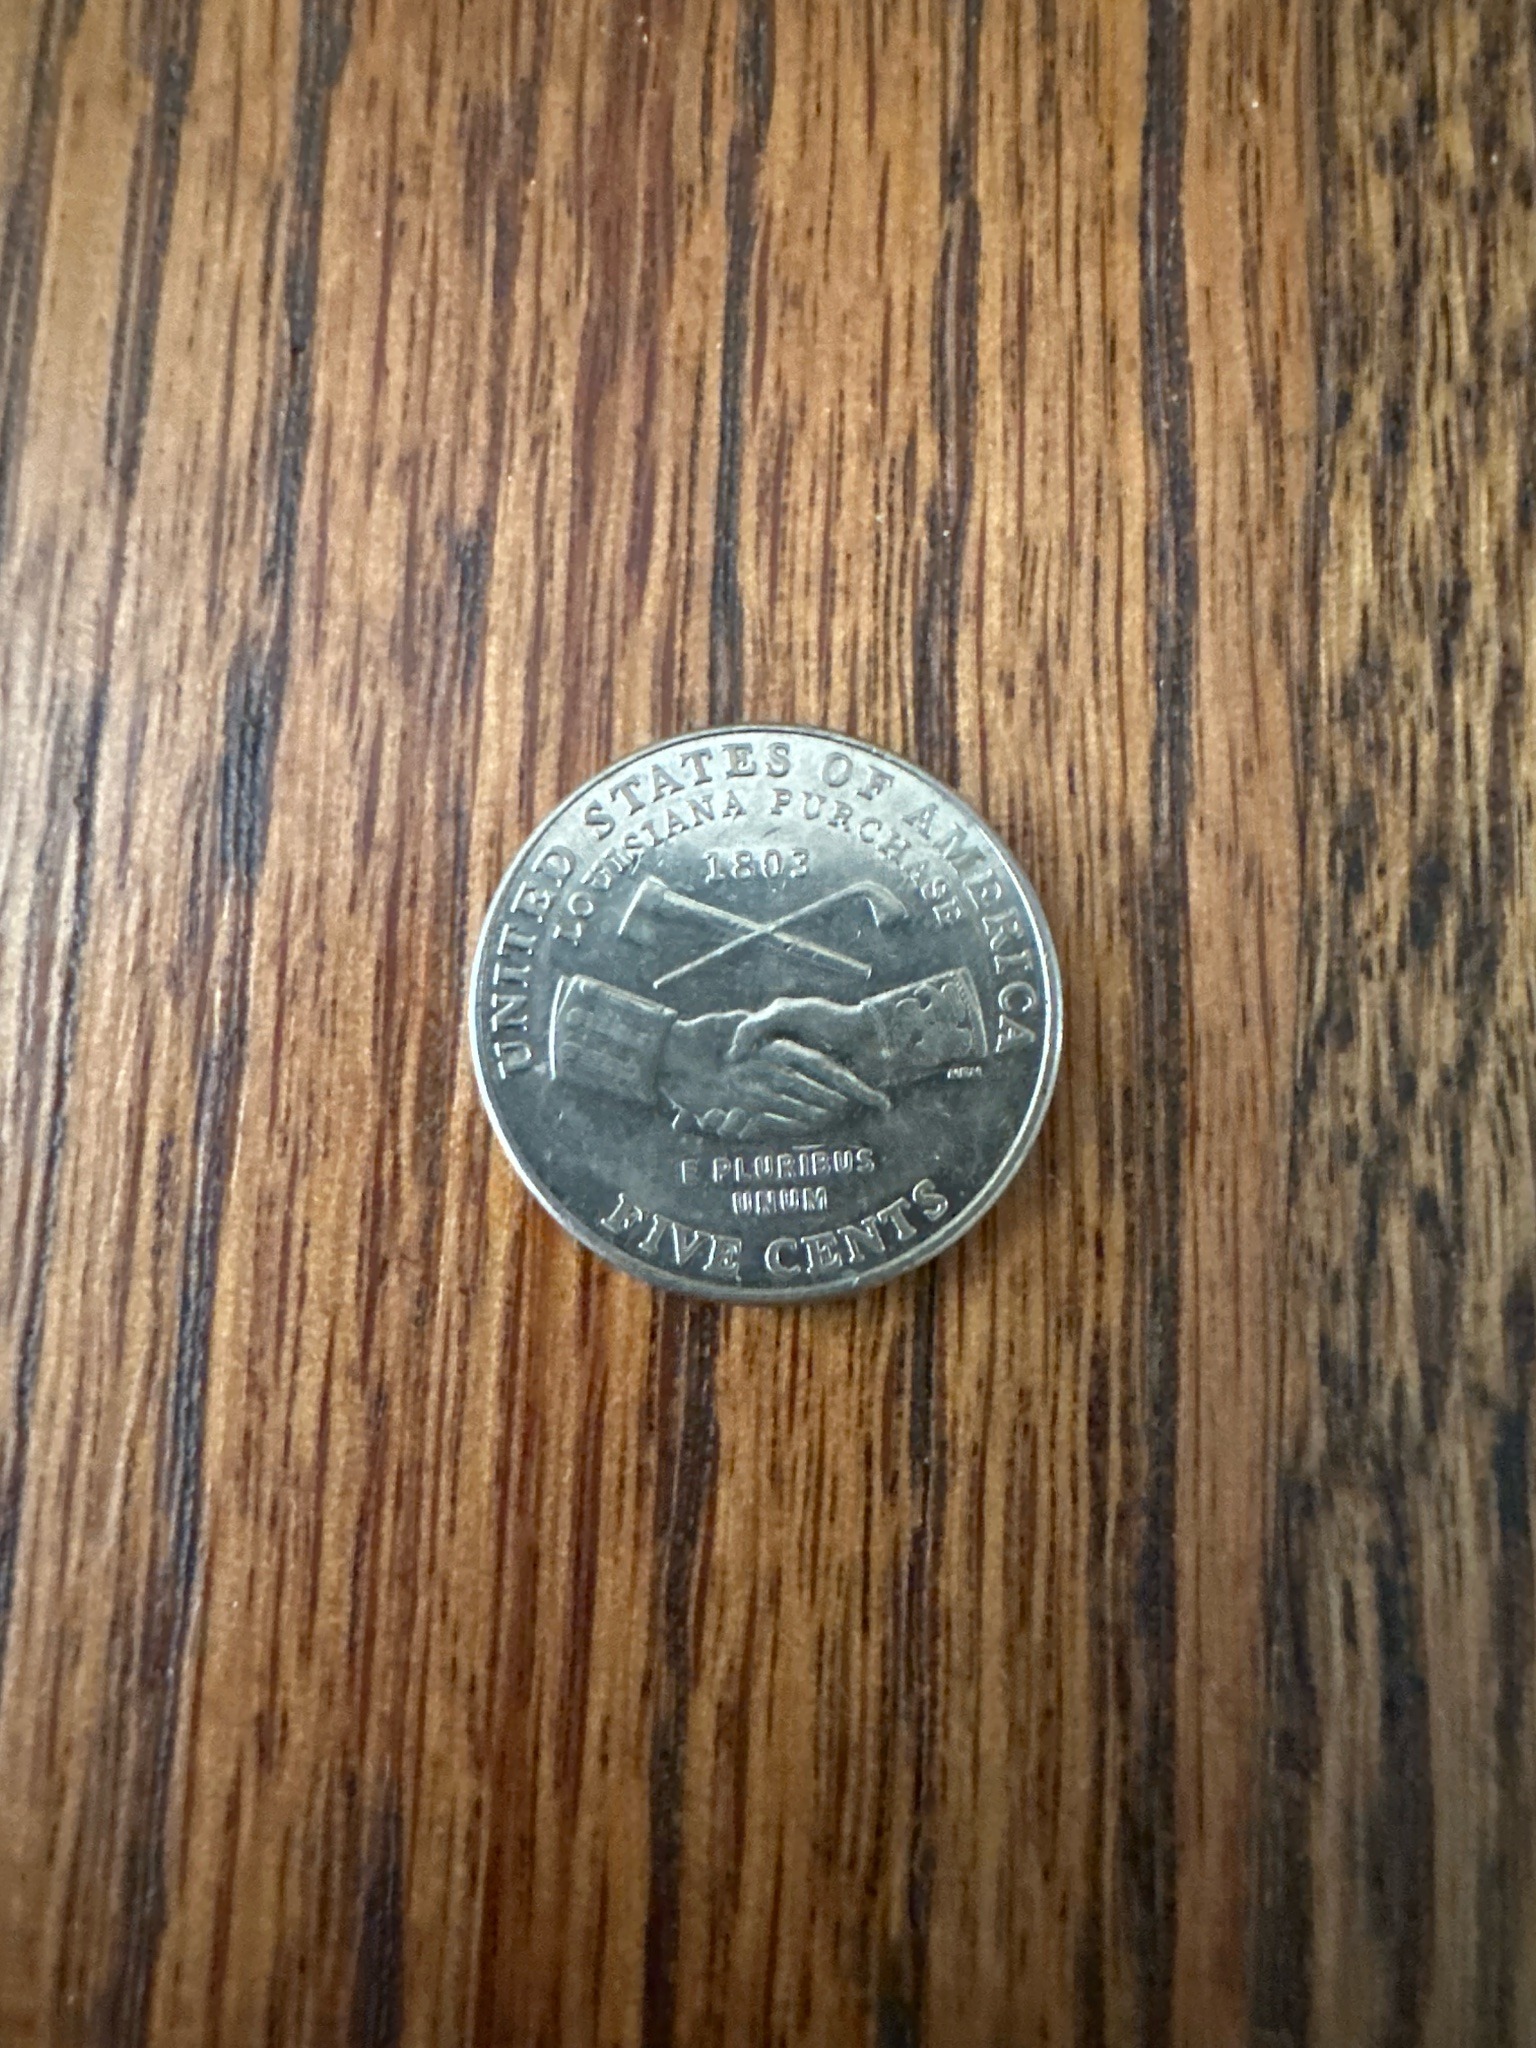 UNITED STATES OF AMERICA
LOUISIANA PURCHASE
1803
E PLURIBUS
UNUM
FIVE CENTS